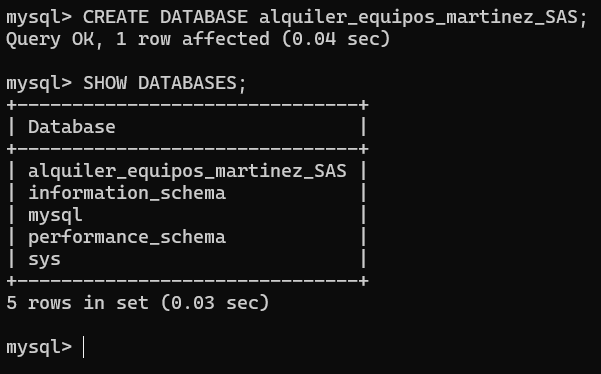 mysql> CREATE DATABASE alquiler_equipos_martinez_SAS;
Query OK, 1 row affected (0.04 sec)
mysql> SHOW DATABASES;
+-------------------------------+
| Database                      |
+-------------------------------+
| alquiler_equipos_martinez_SAS |
| information_schema            |
| mysql                         |
| performance_schema            |
| sys                           |
+-------------------------------+
5 rows in set (0.03 sec)
mysql>